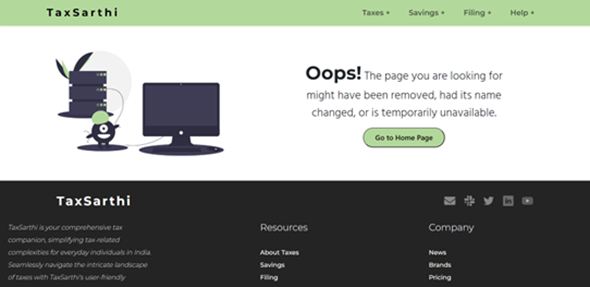 TaxSarthi
Taxes + Savings + Filing + Help +
Oops! The page you are looking for
might have been removed, had its name
changed, or is temporarily unavailable.
Go to Home Page
TaxSarthi
TaxSarthi is your comprehensive tax
companion, simplifying tax-related
complexities for everyday individuals in India.
Seamlessly navigate the intricate landscape
of taxes with TaxSarthi's user-friendly
Resources
About Taxes
Savings
Filing
Company
News
Brands
Pricing